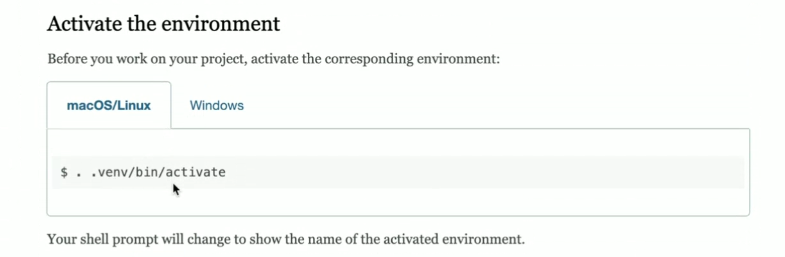 Activate the environment
Before you work on your project, activate the corresponding environment:
macOS/Linux Windows
$ . .venv/bin/activate
Your shell prompt will change to show the name of the activated environment.